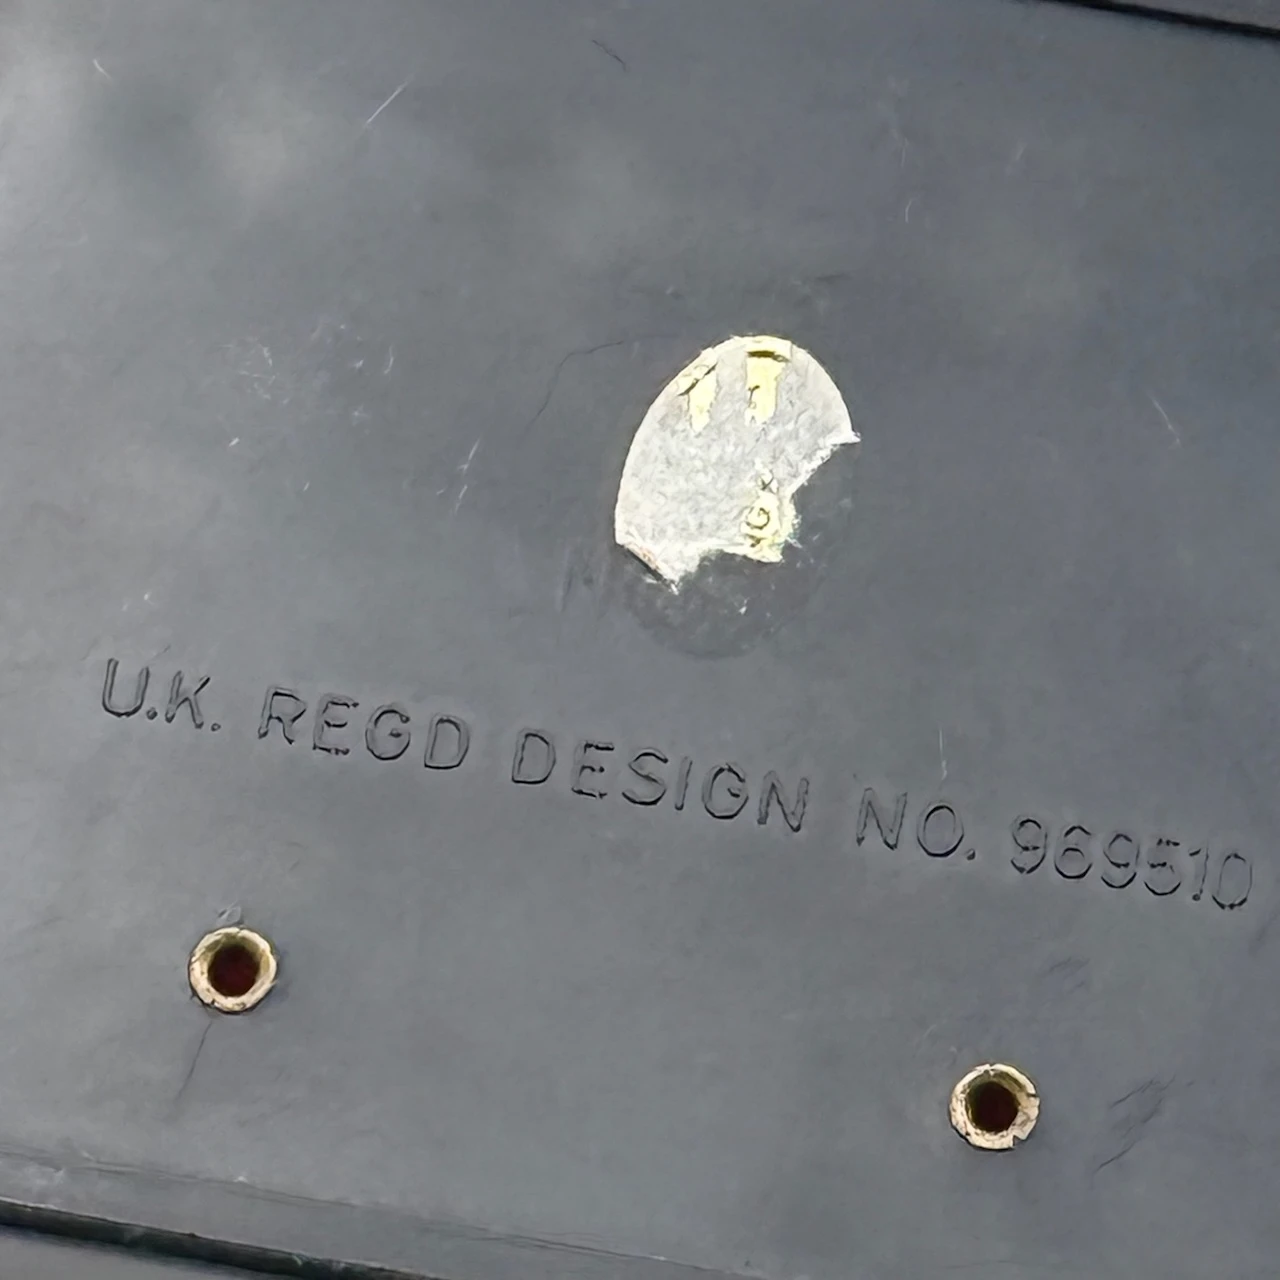 U.K. REGD DESIGN NO. 969510